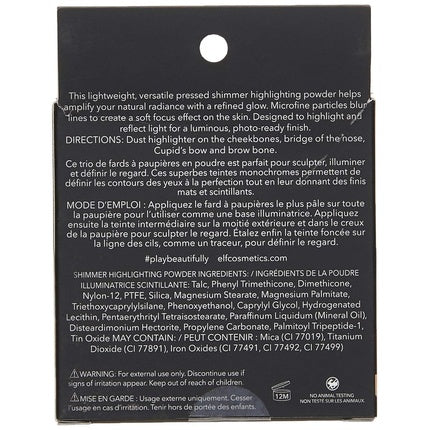 This lightweight, versatile pressed shimmer highlighting powder helps
amplify your natural radiance with a refined glow. Microfine particles blur
lines to create a soft focus effect on the skin. Designed to highlight and
reflect light for a luminous, photo-ready finish.
DIRECTIONS: Dust highlighter on the cheekbones, bridge of the nose,
Cupid's bow and brow bone.
Ce trio de fards à paupières en poudre est parfait pour sculpter, illuminer
et définir le regard. Ces superbes teintes monochromes permettent de
définir les contours des yeux à la perfection tout en leur donnant des finis
mats et scintillants.
MODE D'EMPLOI : Appliquez le fard à paupières le plus pâle sur toute
la paupière pour l'utiliser comme une base illuminatrice. Appliquez
ensuite la teinte intermédiaire sur la moitié extérieure et dans le creux
de la paupière pour sculpter le regard. Étalez enfin la teinte foncée sur
la ligne des cils, comme un traceur, pour définir le regard.
#playbeautifully elfcosmetics.com
SHIMMER HIGHLIGHTING POWDER INGREDIENTS: / INGRÉDIENTS DE LA POUDRE
ILLUMINATRICE SCINTILLANTE: Talc, Phenyl Trimethicone, Dimethicone,
Nylon-12, PTFE, Silica, Magnesium Stearate, Magnesium Palmitate,
Triethoxycaprylylsilane, Phenoxyethanol, Caprylyl Glycol, Hydrogenated
Lecithin, Pentaerythrityl Tetraisostearate, Paraffinum Liquidum (Mineral Oil),
Disteardimonium Hectorite, Propylene Carbonate, Palmitoyl Tripeptide-1,
Tin Oxide MAY CONTAIN: / PEUT CONTENIR : Mica (CI 77019), Titanium
Dioxide (CI 77891), Iron Oxides (CI 77491, CI 77492, CI 77499)
WARNING: For external use only. Discontinue use if
signs of irritation appear. Keep out of reach of children.
MISE EN GARDE : Usage externe uniquement. Cesser
l'usage en cas d'irritation. Tenir hors de portée des enfants.
12M
NO ANIMAL TESTING
NON TESTÉ SUR LES ANIMAUX